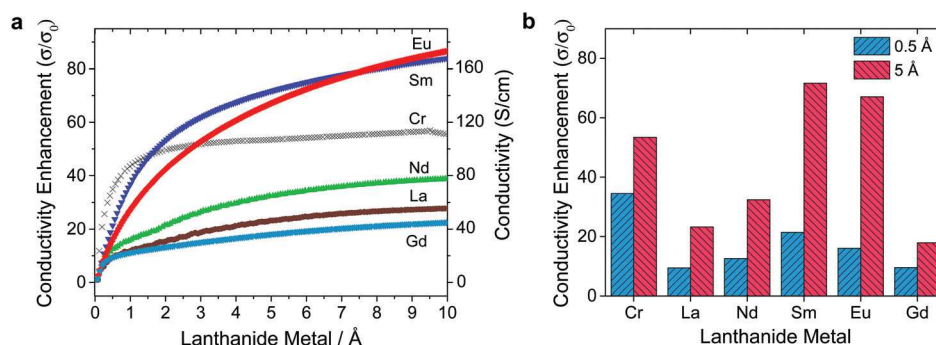 a
Conductivity Enhancement (σ/σ₀)
80
60
40
20
0
Eu
Sm
Cr
Nd
La
Gd
160
120
80
40
0
Conductivity (S/cm)
0 1 2 3 4 5 6 7 8 9 10
Lanthanide Metal / Å
b
Conductivity Enhancement (σ/σ₀)
80
60
40
20
0
0.5 Å
5 Å
Cr La Nd Sm Eu Gd
Lanthanide Metal